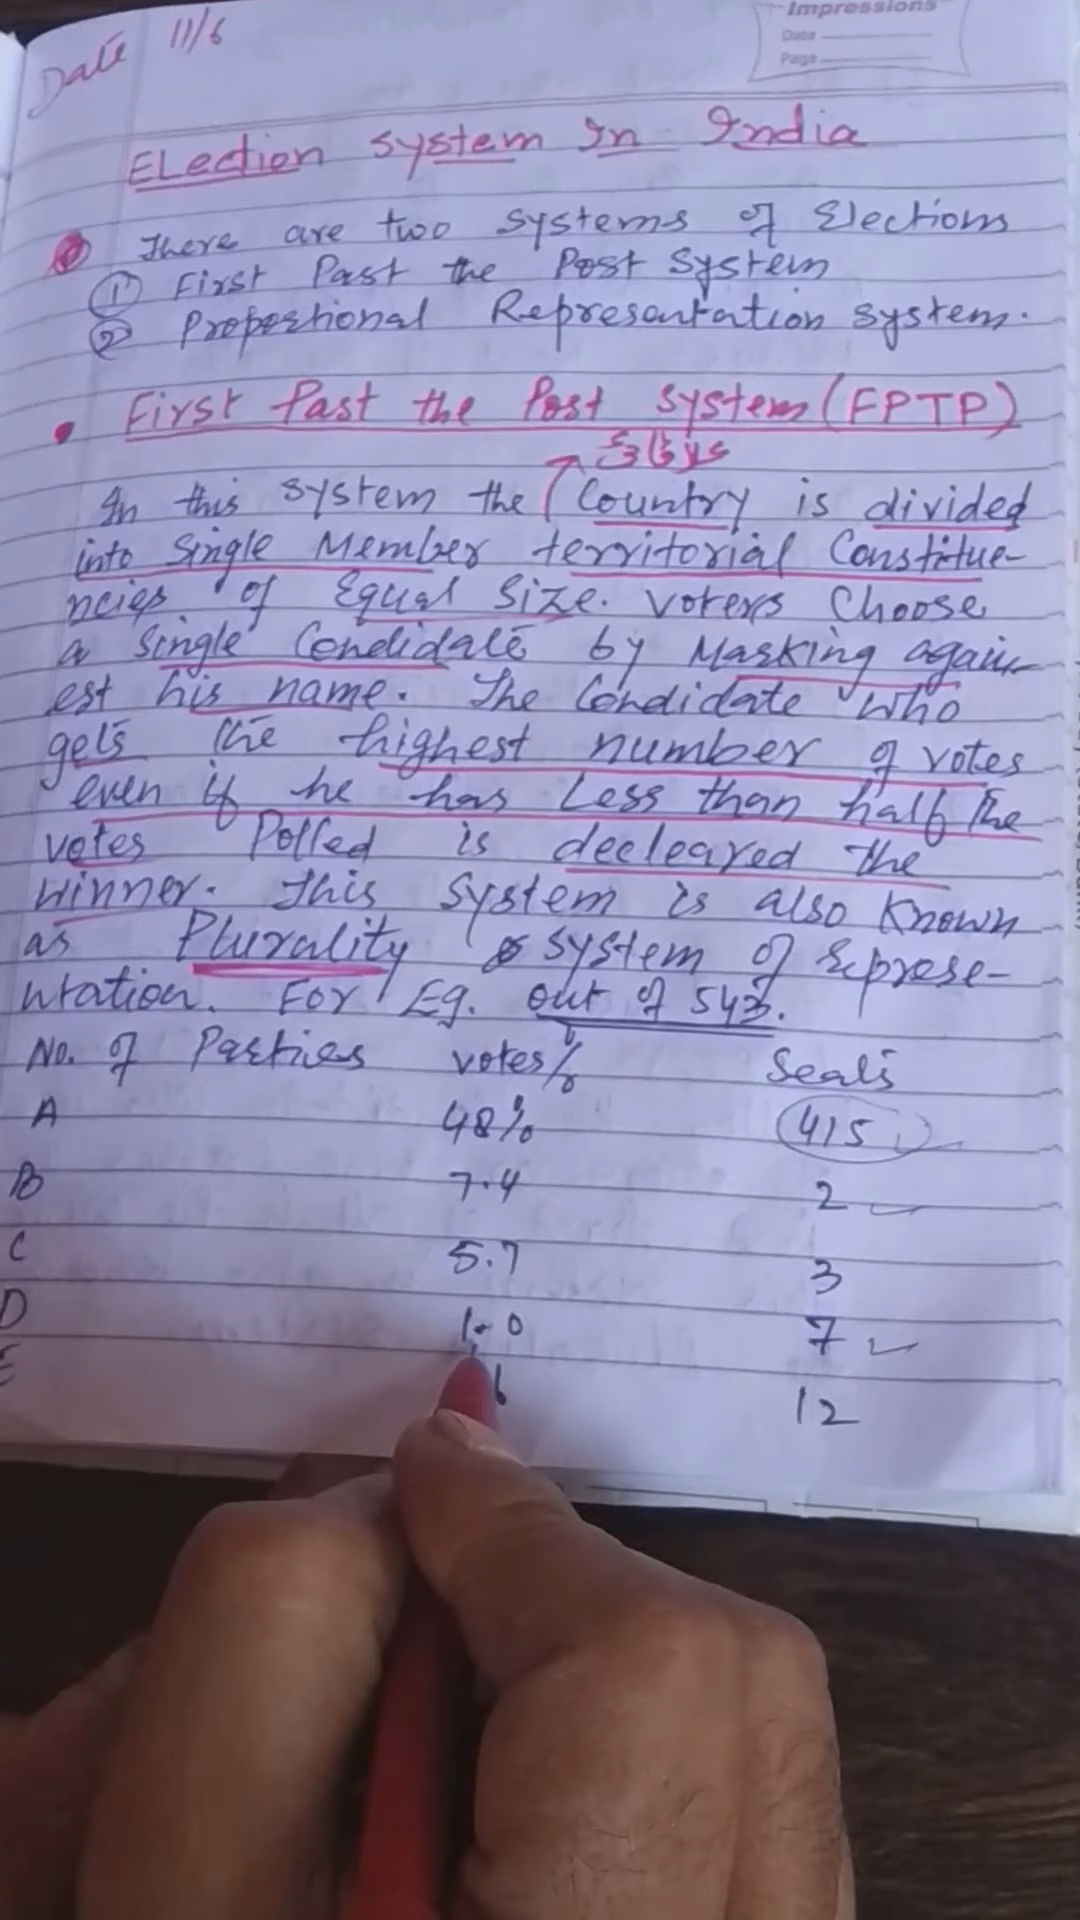 Impressions
Date
Page
Date 11/6
ELection system In India
There are two systems of Elections
① First Past the Post System
② Proportional Representation system.
• First Past the Post system (FPTP)
In this system the Country is divided
into Single Member territorial Constitue-
ncies of Equal Size. Voters Choose
a single Condidate by Marking again
est his name. The Condidate who
gets the highest number of votes
even if he has Less than half the
votes Polled is decleared the
winner. This System is also Known
as Plurality system of Represe-
ntation. For Eg. out of 543.
No. of Parties votes% Seats
A 48% 415
B 7.4 2
C 5.7 3
D 1.0 7
E 12